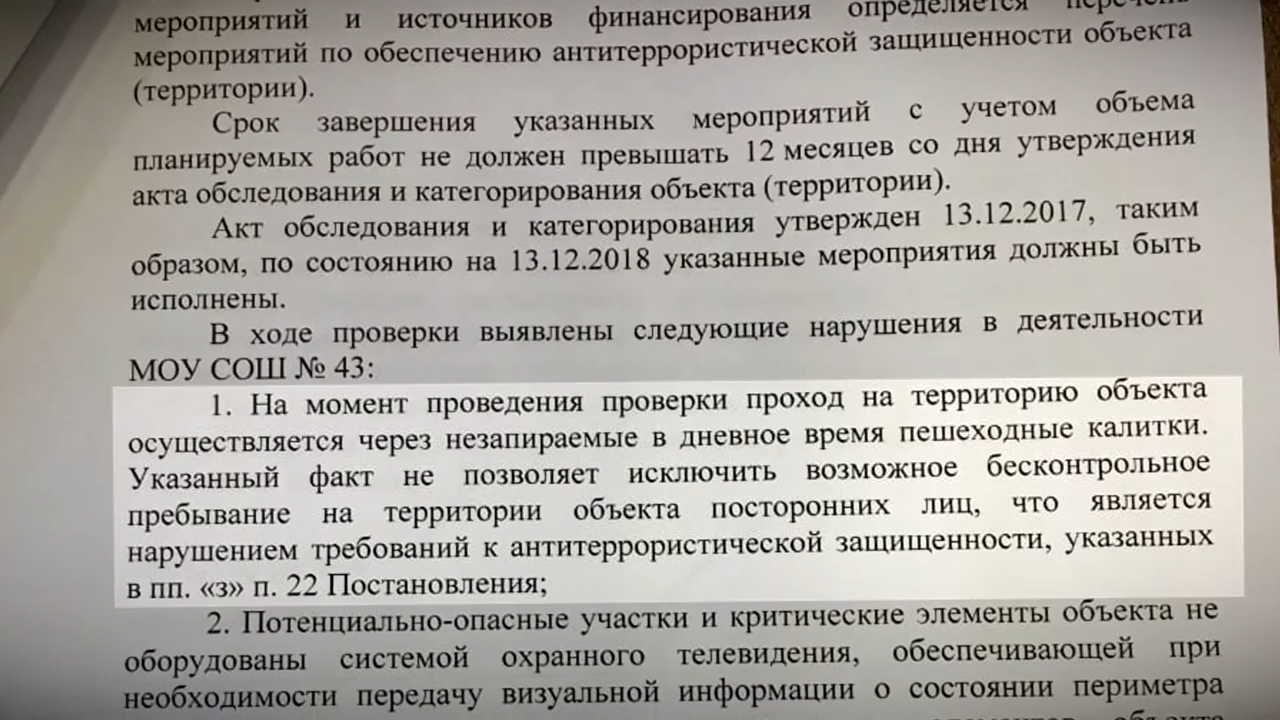 мероприятий и источников финансирования определяется перечень
мероприятий по обеспечению антитеррористической защищенности объекта
(территории).
Срок завершения указанных мероприятий с учетом объема
планируемых работ не должен превышать 12 месяцев со дня утверждения
акта обследования и категорирования объекта (территории).
Акт обследования и категорирования утвержден 13.12.2017, таким
образом, по состоянию на 13.12.2018 указанные мероприятия должны быть
исполнены.
В ходе проверки выявлены следующие нарушения в деятельности
МОУ СОШ № 43:
1. На момент проведения проверки проход на территорию объекта
осуществляется через незапираемые в дневное время пешеходные калитки.
Указанный факт не позволяет исключить возможное бесконтрольное
пребывание на территории объекта посторонних лиц, что является
нарушением требований к антитеррористической защищенности, указанных
в пп. «з» п. 22 Постановления;
2. Потенциально-опасные участки и критические элементы объекта не
оборудованы системой охранного телевидения, обеспечивающей при
необходимости передачу визуальной информации о состоянии периметра